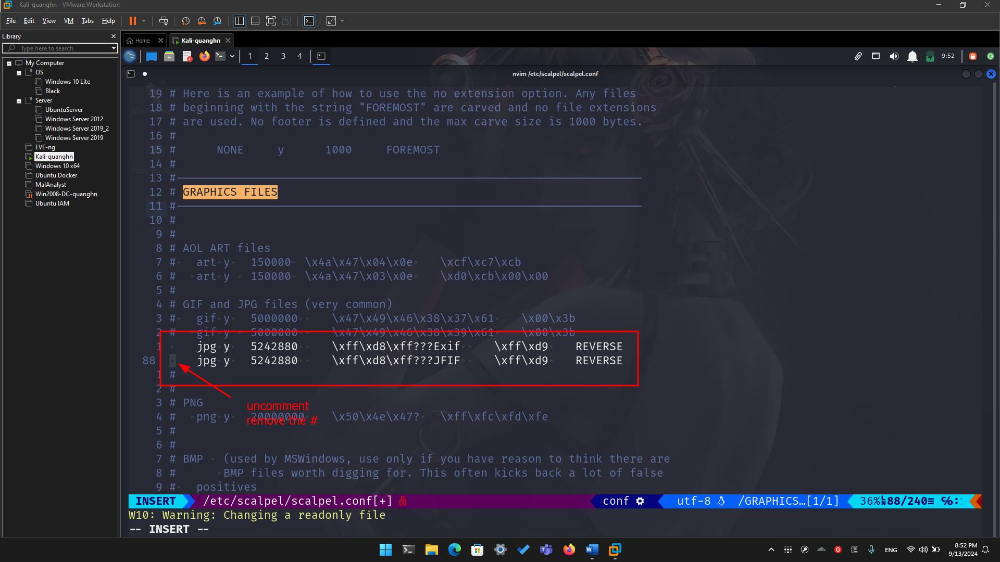 Kali-quanghn - VMware Workstation
File Edit View VM Tabs Help
Library
Type here to search
My Computer
OS
Windows 10 Lite
Black
Server
UbuntuServer
Windows Server 2012
Windows Server 2019_2
Windows Server 2019
EVE-ng
Kali-quanghn
Windows 10 x64
Ubuntu Docker
MalAnalyst
Win2008-DC-quanghn
Ubuntu IAM
Home Kali-quanghn
1 2 3 4 9:52
nvim /etc/scalpel/scalpel.conf
19 # Here is an example of how to use the no extension option. Any files
18 # beginning with the string "FOREMOST" are carved and no file extensions
17 # are used. No footer is defined and the max carve size is 1000 bytes.
16 #
15 # NONE y 1000 FOREMOST
14 #
13 #
12 # GRAPHICS FILES
11 #
10 #
9 #
8 # AOL ART files
7 # art y 150000 \x4a\x47\x04\x0e \xcf\xc7\xcb
6 # art y 150000 \x4a\x47\x03\x0e \xd0\xcb\x00\x00
5 #
4 # GIF and JPG files (very common)
3 # gif y 5000000 \x47\x49\x46\x38\x37\x61 \x00\x3b
2 # gif y 5000000 \x47\x49\x46\x38\x39\x61 \x00\x3b
1 jpg y 5242880 \xff\xd8\xff???Exif \xff\xd9 REVERSE
88 jpg y 5242880 \xff\xd8\xff???JFIF \xff\xd9 REVERSE
1 #
2 #
3 # PNG
uncomment
4 # png y 20000000 \x50\x4e\x47? \xff\xfc\xfd\xfe
remove the #
5 #
6 #
7 # BMP (used by MSWindows, use only if you have reason to think there are
8 # BMP files worth digging for. This often kicks back a lot of false
9 # positives
INSERT /etc/scalpel/scalpel.conf[+] conf utf-8 /GRAPHICS…[1/1] 36% 88/240
W10: Warning: Changing a readonly file
-- INSERT --
ENG
8:52 PM
9/13/2024